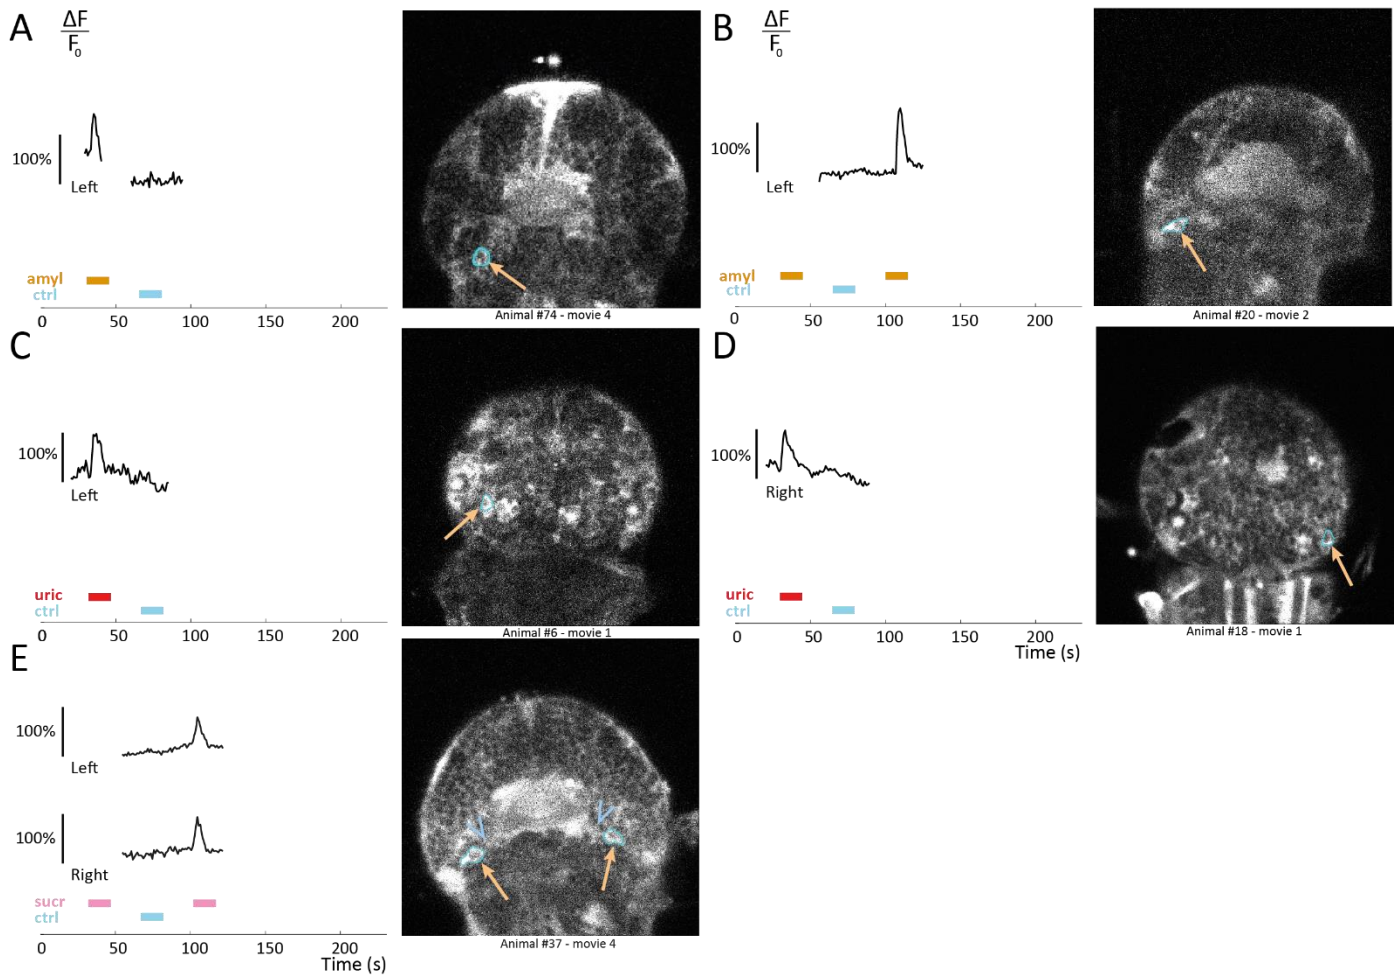 A
ΔF
F₀
100%
Left
amyl
ctrl
0 50 100 150 200
Animal #74 - movie 4
B
ΔF
F₀
100%
Left
amyl
ctrl
0 50 100 150 200
Animal #20 - movie 2
C
100%
Left
uric
ctrl
0 50 100 150 200
Animal #6 - movie 1
D
100%
Right
uric
ctrl
0 50 100 150 200
Time (s)
Animal #18 - movie 1
E
100%
Left
100%
Right
sucr
ctrl
0 50 100 150 200
Time (s)
Animal #37 - movie 4